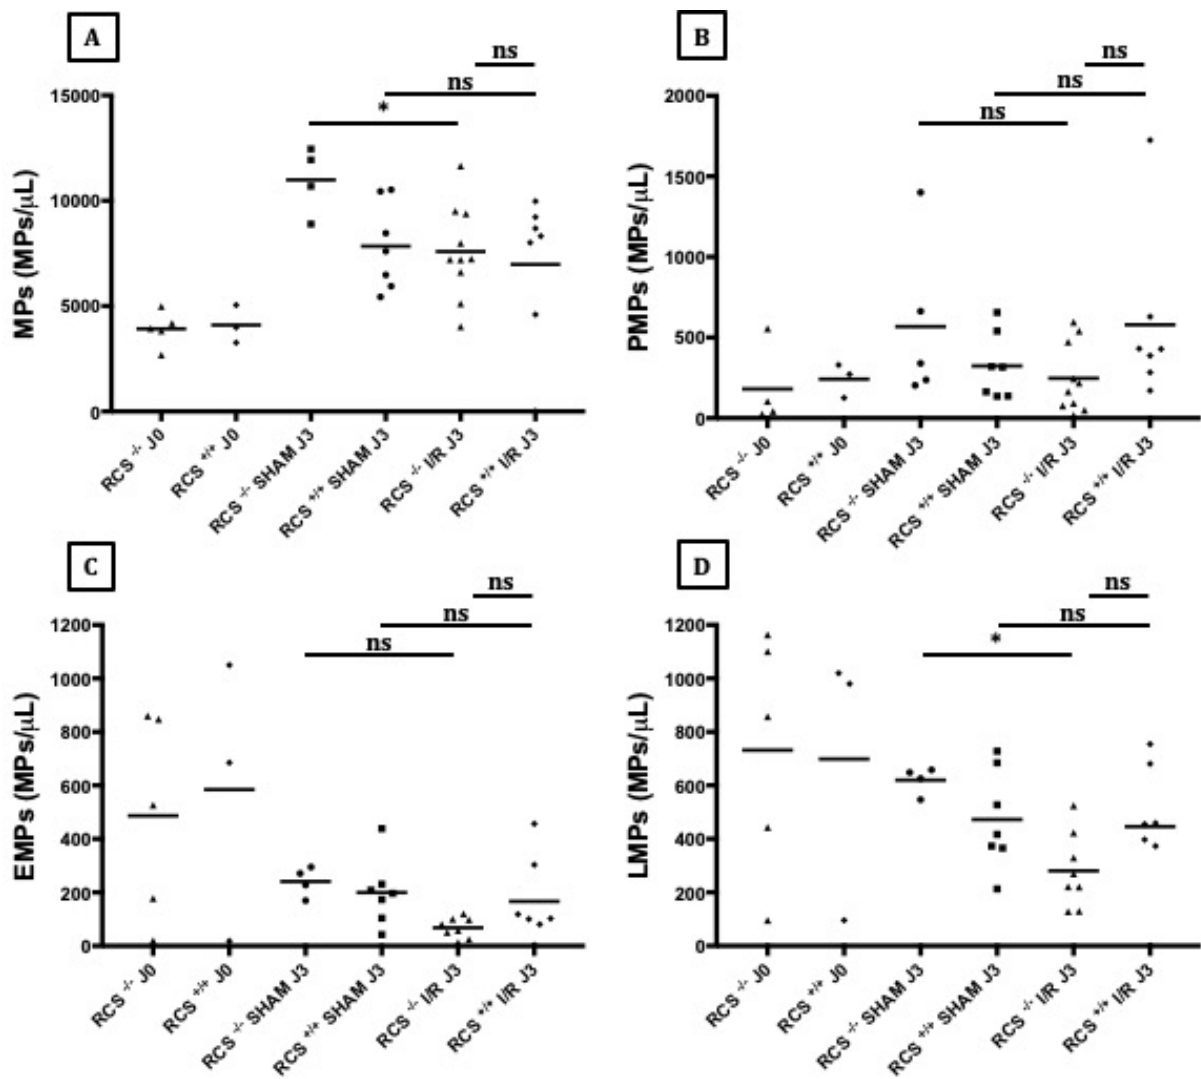 A
ns
ns
*
MPs (MPs/μL)
15000
10000
5000
0
RCS -/- J0
RCS +/+ J0
RCS -/- SHAM J3
RCS +/+ SHAM J3
RCS -/- I/R J3
RCS +/+ I/R J3
B
ns
ns
ns
PMPs (MPs/μL)
2000
1500
1000
500
0
RCS -/- J0
RCS +/+ J0
RCS -/- SHAM J3
RCS +/+ SHAM J3
RCS -/- I/R J3
RCS +/+ I/R J3
C
ns
ns
ns
EMPs (MPs/μL)
1200
1000
800
600
400
200
0
RCS -/- J0
RCS +/+ J0
RCS -/- SHAM J3
RCS +/+ SHAM J3
RCS -/- I/R J3
RCS +/+ I/R J3
D
ns
ns
*
LMPs (MPs/μL)
1200
1000
800
600
400
200
0
RCS -/- J0
RCS +/+ J0
RCS -/- SHAM J3
RCS +/+ SHAM J3
RCS -/- I/R J3
RCS +/+ I/R J3